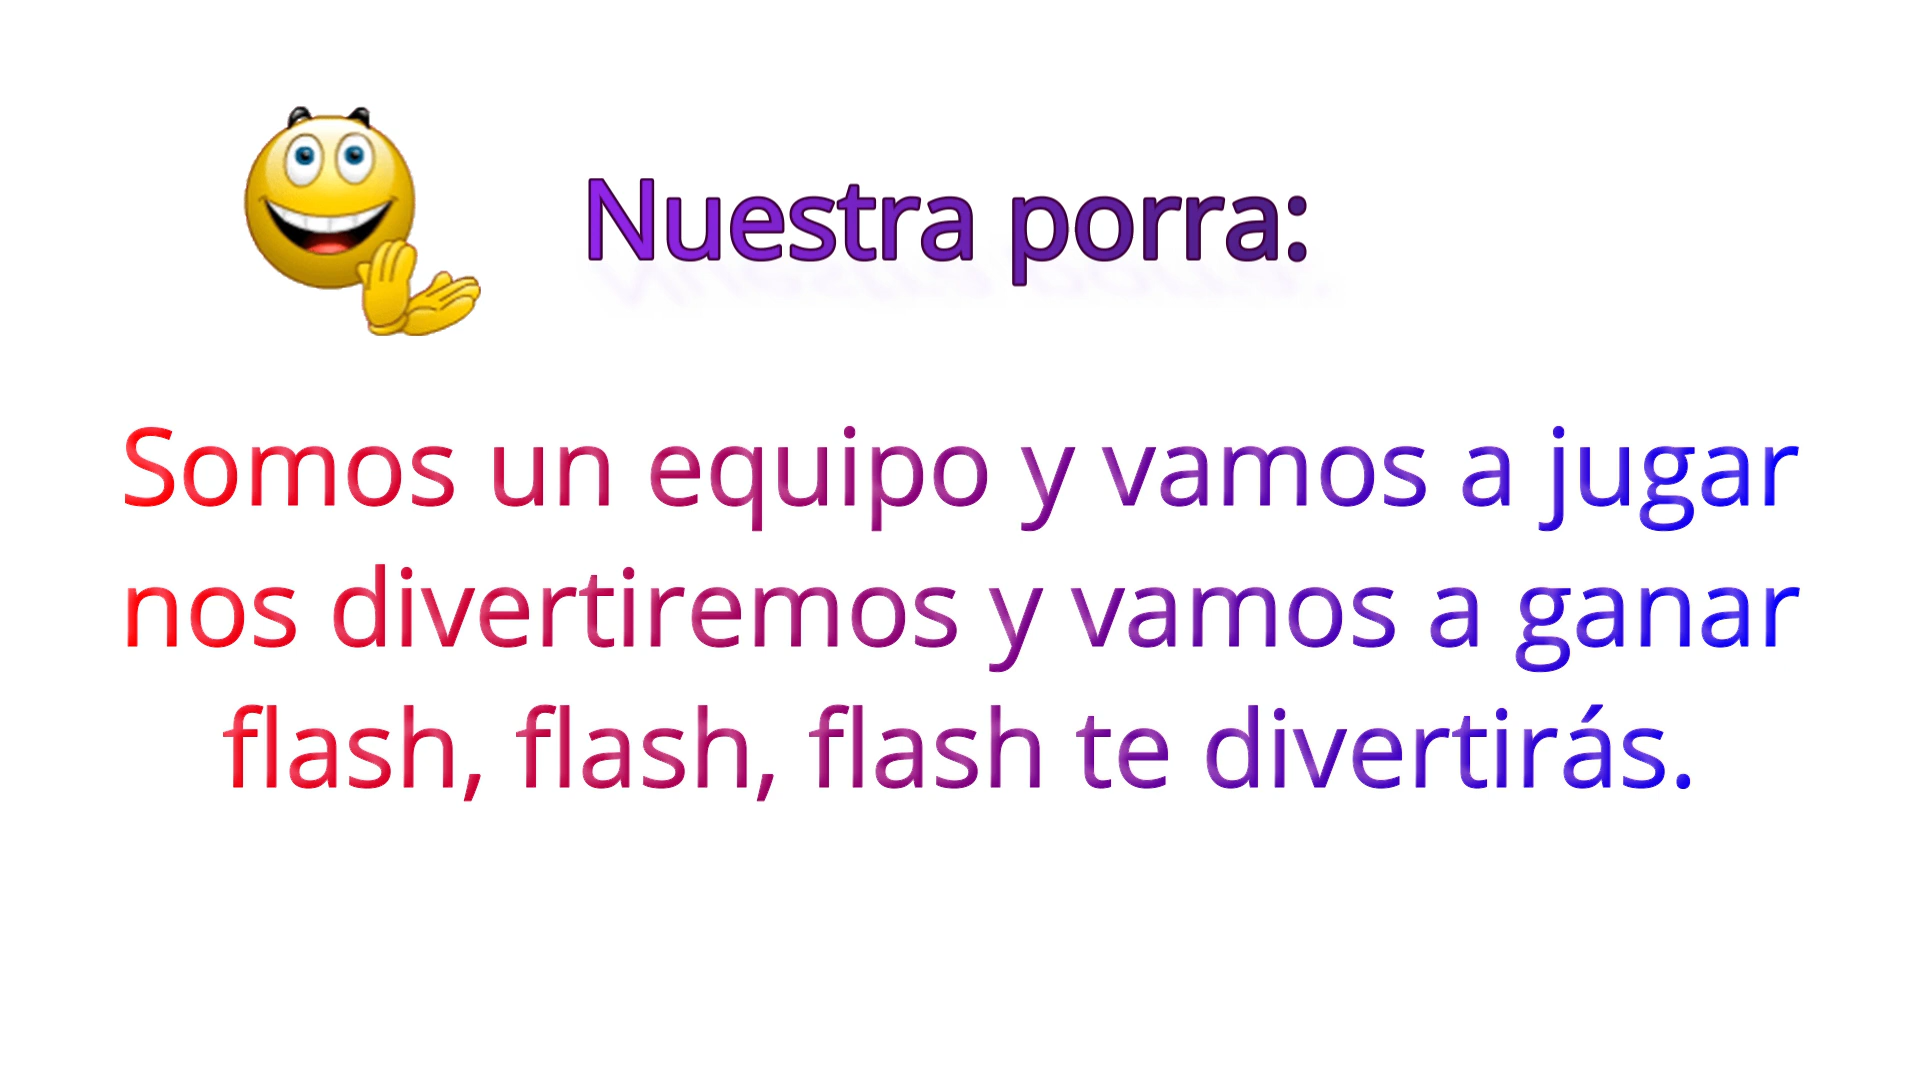 Nuestra porra:
Somos un equipo y vamos a jugar
nos divertiremos y vamos a ganar
flash, flash, flash te divertirás.